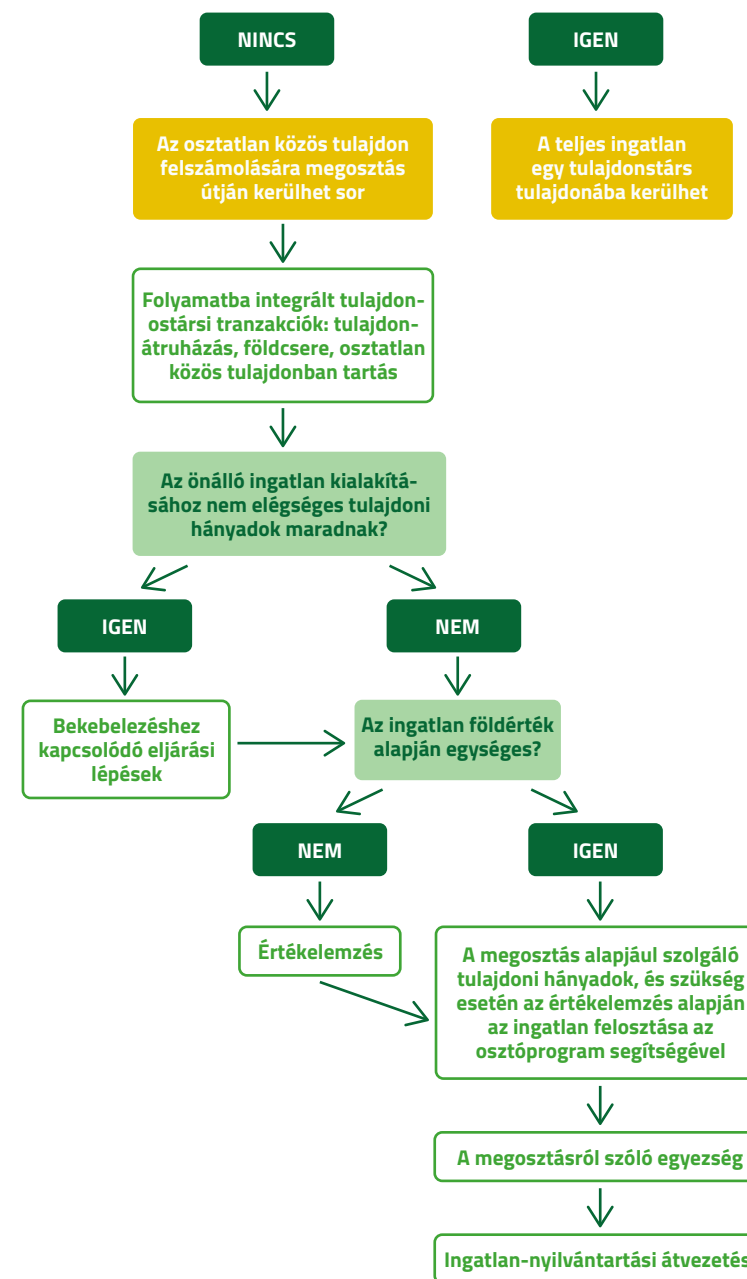 NINCS
IGEN
Az osztatlan közös tulajdon
felszámolására megosztás
útján kerülhet sor
A teljes ingatlan
egy tulajdonstárs
tulajdonába kerülhet
Folyamatba integrált tulajdon-
ostársi tranzakciók: tulajdon-
átruházás, földcsere, osztatlan
közös tulajdonban tartás
Az önálló ingatlan kialakítá-
sához nem elégséges tulajdoni
hányadok maradnak?
IGEN
NEM
Bekebelezéshez
kapcsolódó eljárási
lépések
Az ingatlan földérték
alapján egységes?
NEM
IGEN
Értékelemzés
A megosztás alapjául szolgáló
tulajdoni hányadok, és szükség
esetén az értékelemzés alapján
az ingatlan felosztása az
osztóprogram segítségével
A megosztásról szóló egyezség
Ingatlan-nyilvántartási átvezetés